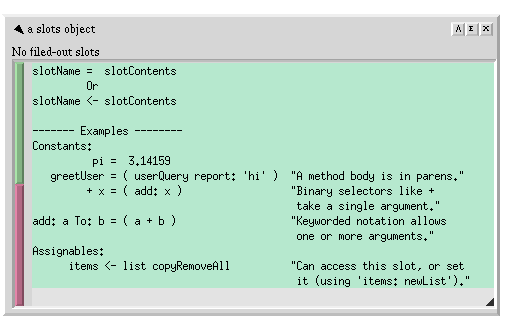 a slots object
Λ E X
No filed-out slots
slotName =  slotContents
Or
slotName <- slotContents
------- Examples --------
Constants:
pi =  3.14159
greetUser = ( userQuery report: 'hi' )  "A method body is in parens."
+ x = ( add: x )  "Binary selectors like +
take a single argument."
add: a To: b = ( a + b )  "Keyworded notation allows
one or more arguments."
Assignables:
items <- list copyRemoveAll  "Can access this slot, or set
it (using 'items: newList')."